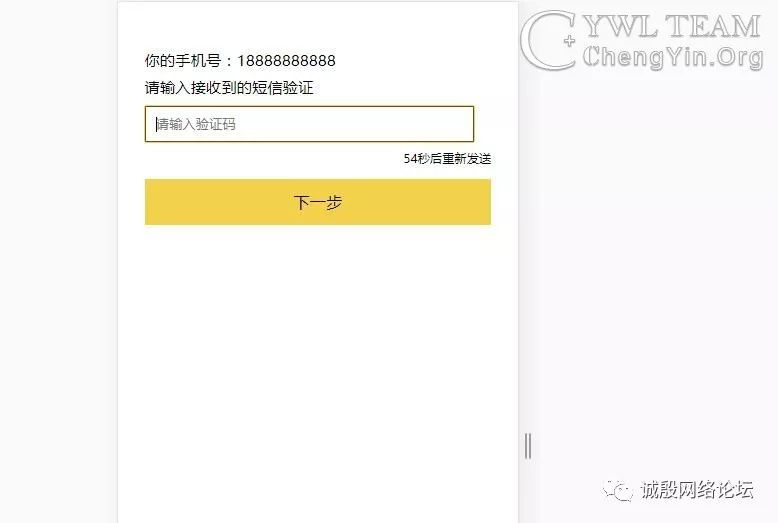 CYWL TEAM
ChengYin.Org
你的手机号：18888888888
请输入接收到的短信验证
请输入验证码
54秒后重新发送
下一步
诚殷网络论坛